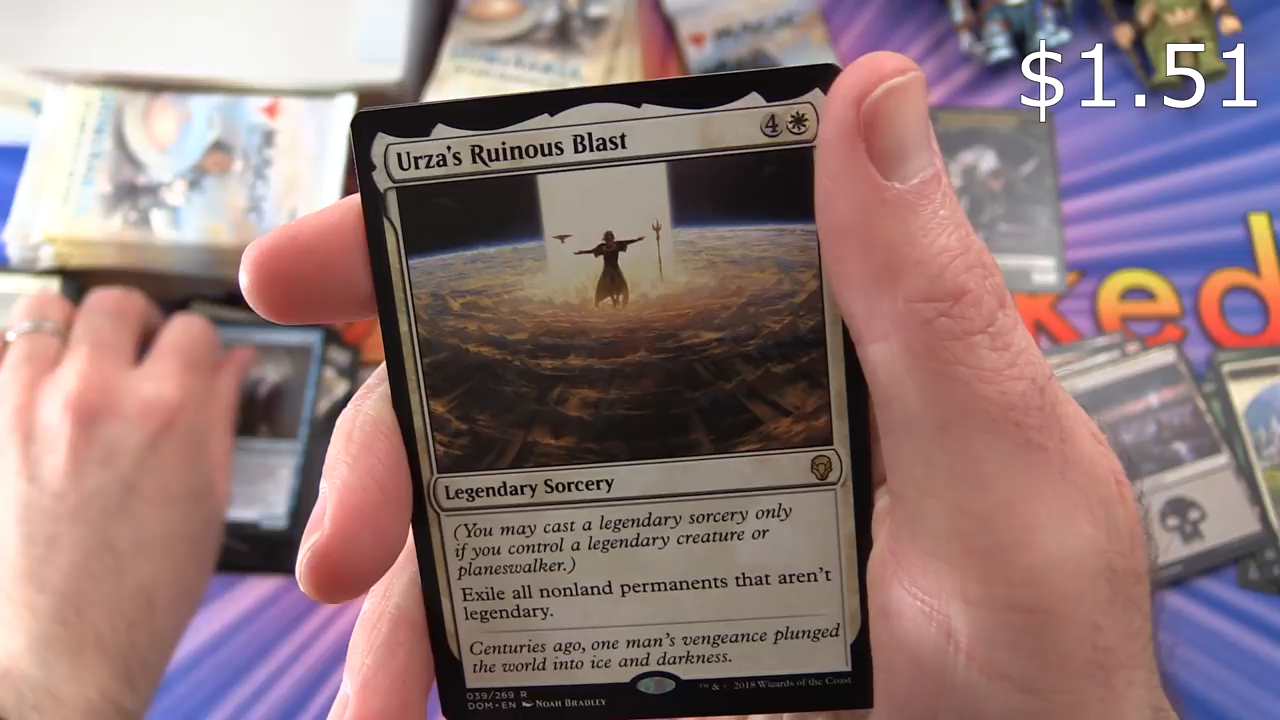 $1.51
Urza's Ruinous Blast
4
Legendary Sorcery
(You may cast a legendary sorcery only
if you control a legendary creature or
planeswalker.)
Exile all nonland permanents that aren't
legendary.
Centuries ago, one man's vengeance plunged
the world into ice and darkness.
039/269 R
DOM • EN Noah Bradley
™ & © 2018 Wizards of the Coast
ked